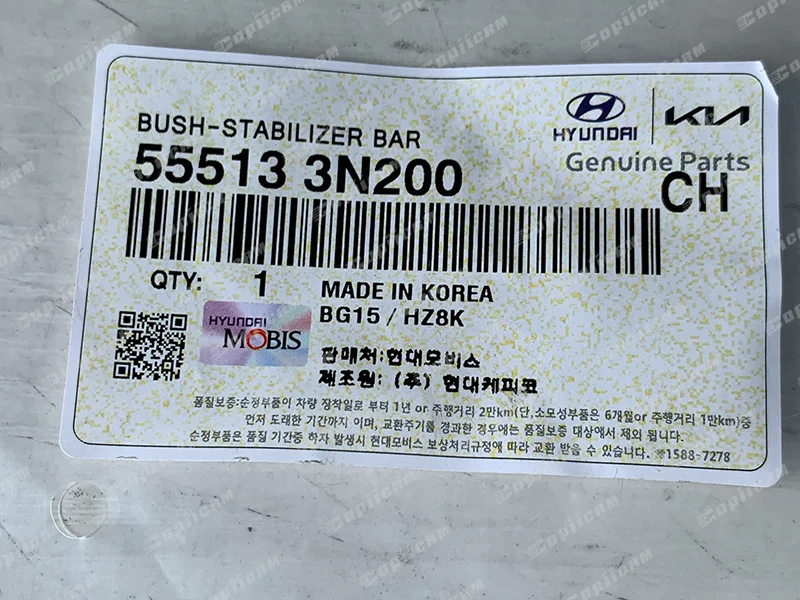 BUSH-STABILIZER BAR
HYUNDAI KIA
Genuine Parts
55513 3N200
CH
QTY: 1
MADE IN KOREA
BG15 / HZ8K
HYUNDAI
MOBIS
판매처:현대모비스
제조원: (주) 현대케피코
품질보증:순정부품이 차량 장착일로 부터 1년 or 주행거리 2만km(단,소모성부품은 6개월or 주행거리 1만km)중
먼저 도래한 기간까지 이며, 교환주기를 경과한 경우에는 품질보증 대상에서 제외 됩니다.
순정부품은 품질 기간중 하자 발생시 현대모비스 보상처리규정에 따라 교환 받을 수 있습니다. ☏1588-7278
CopiicAM